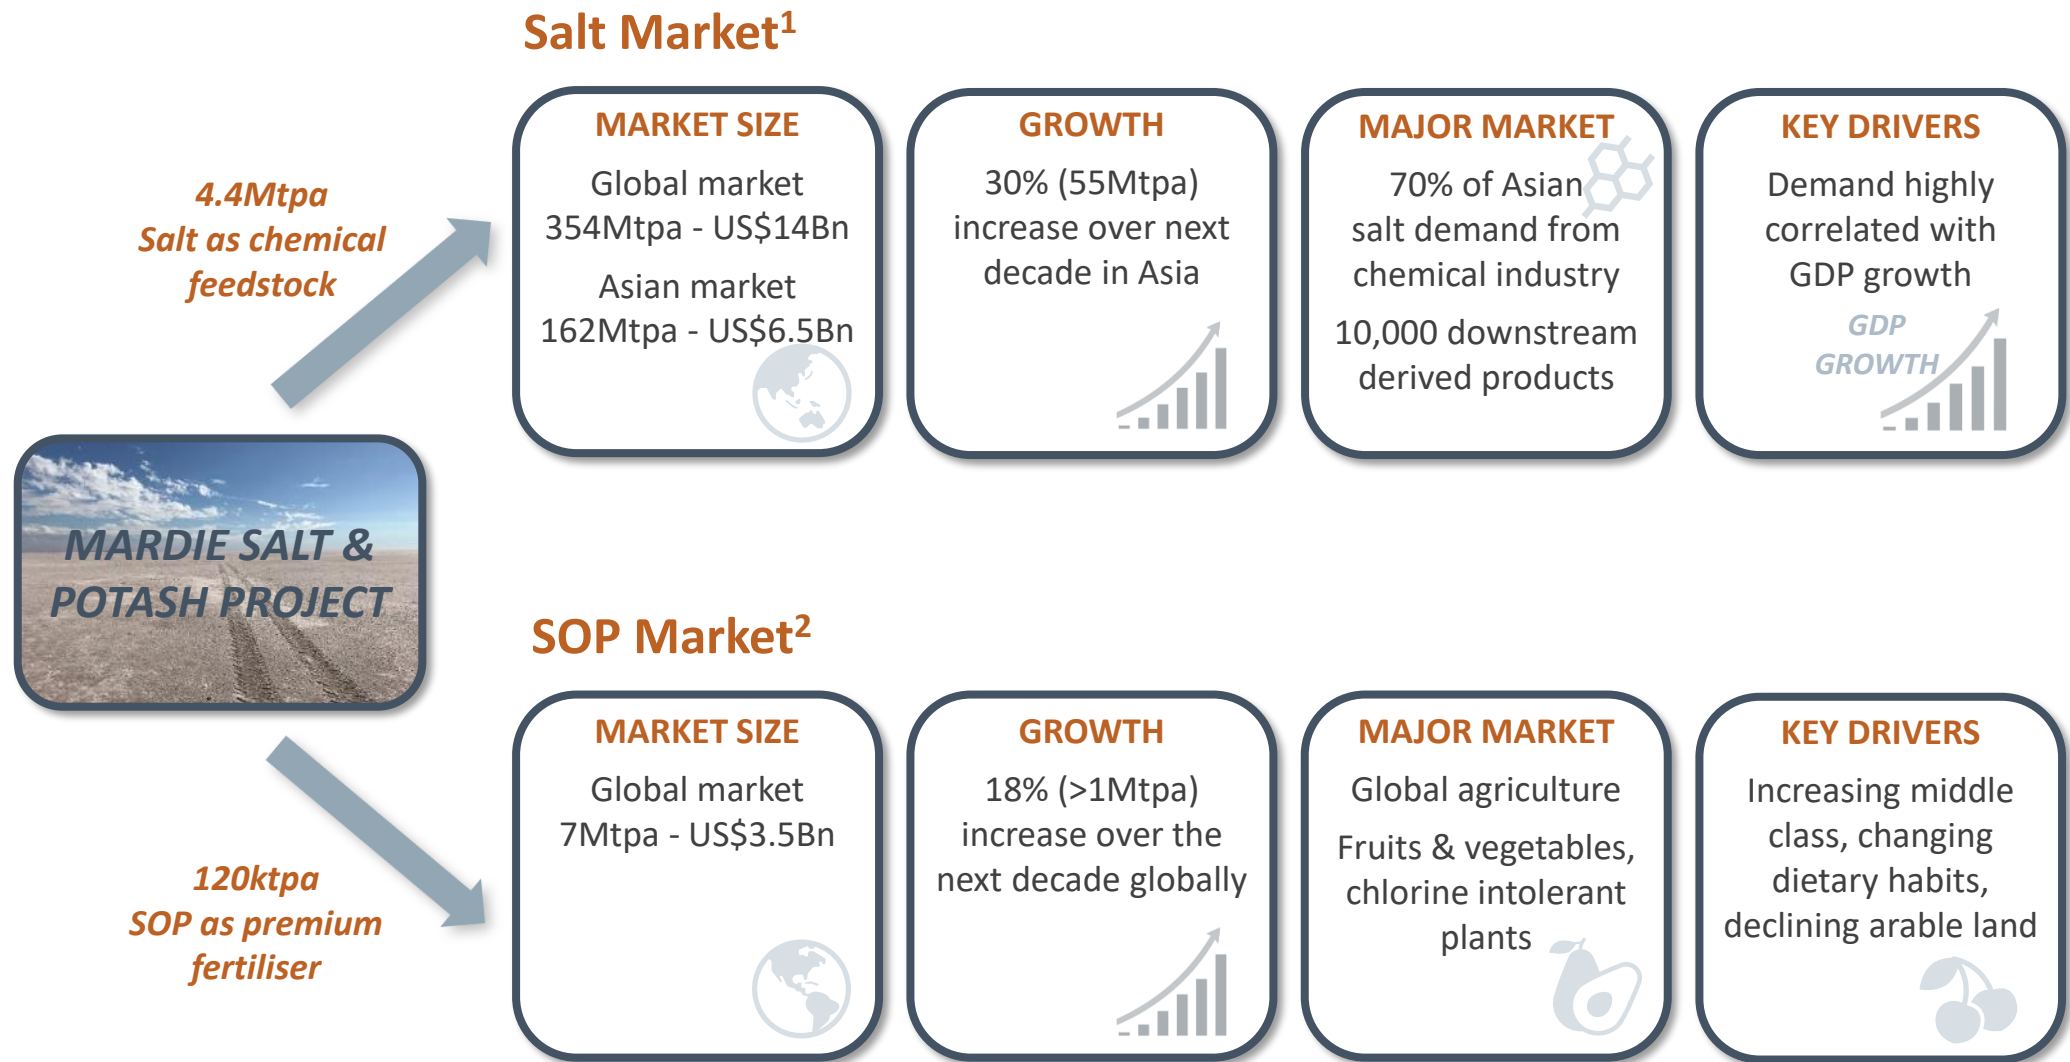 Salt Market¹
4.4Mtpa
Salt as chemical
feedstock
MARKET SIZE
Global market
354Mtpa - US$14Bn
Asian market
162Mtpa - US$6.5Bn
GROWTH
30% (55Mtpa)
increase over next
decade in Asia
MAJOR MARKET
70% of Asian
salt demand from
chemical industry
10,000 downstream
derived products
KEY DRIVERS
Demand highly
correlated with
GDP growth
GDP
GROWTH
MARDIE SALT &
POTASH PROJECT
SOP Market²
120ktpa
SOP as premium
fertiliser
MARKET SIZE
Global market
7Mtpa - US$3.5Bn
GROWTH
18% (>1Mtpa)
increase over the
next decade globally
MAJOR MARKET
Global agriculture
Fruits & vegetables,
chlorine intolerant
plants
KEY DRIVERS
Increasing middle
class, changing
dietary habits,
declining arable land